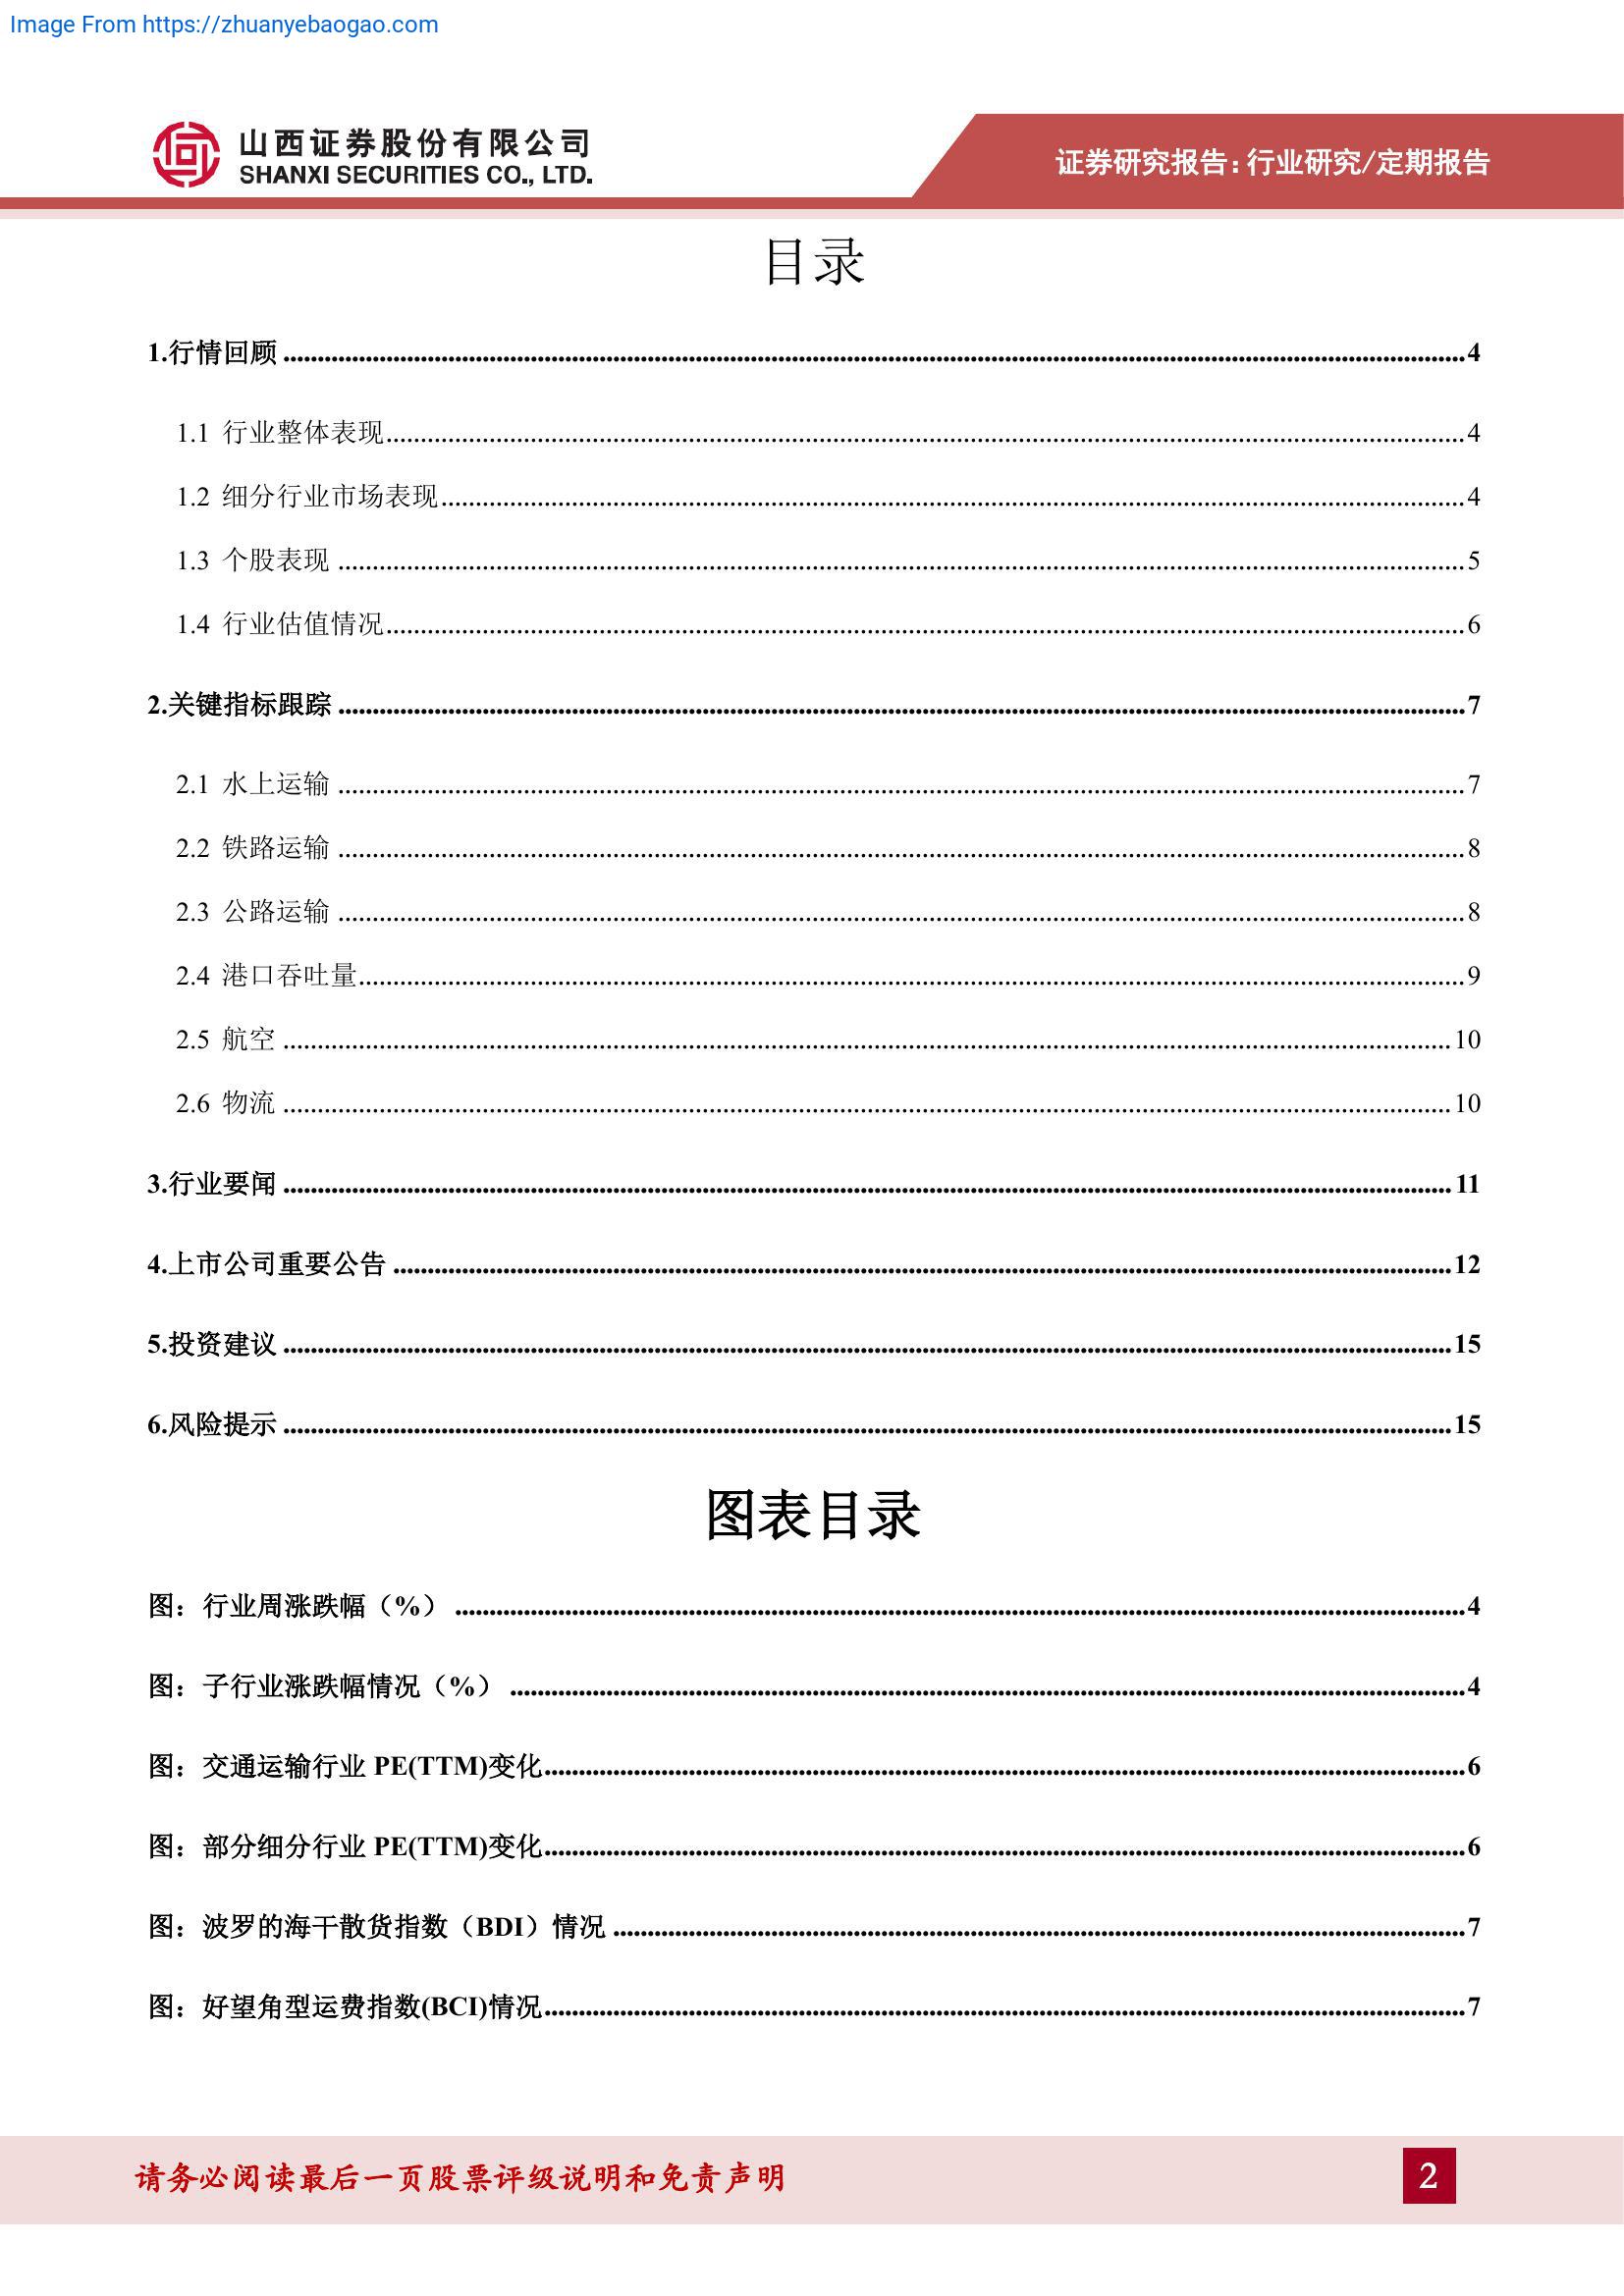 Image From https://zhuanyebaogao.com
山西证券股份有限公司
SHANXI SECURITIES CO., LTD.
证券研究报告：行业研究/定期报告
目录
1.行情回顾 ........ 4
1.1 行业整体表现 ........ 4
1.2 细分行业市场表现 ........ 4
1.3 个股表现 ........ 5
1.4 行业估值情况 ........ 6
2.关键指标跟踪 ........ 7
2.1 水上运输 ........ 7
2.2 铁路运输 ........ 8
2.3 公路运输 ........ 8
2.4 港口吞吐量 ........ 9
2.5 航空 ........ 10
2.6 物流 ........ 10
3.行业要闻 ........ 11
4.上市公司重要公告 ........ 12
5.投资建议 ........ 15
6.风险提示 ........ 15
图表目录
图：行业周涨跌幅（%） ........ 4
图：子行业涨跌幅情况（%） ........ 4
图：交通运输行业 PE(TTM)变化 ........ 6
图：部分细分行业 PE(TTM)变化 ........ 6
图：波罗的海干散货指数（BDI）情况 ........ 7
图：好望角型运费指数(BCI)情况 ........ 7
请务必阅读最后一页股票评级说明和免责声明
2